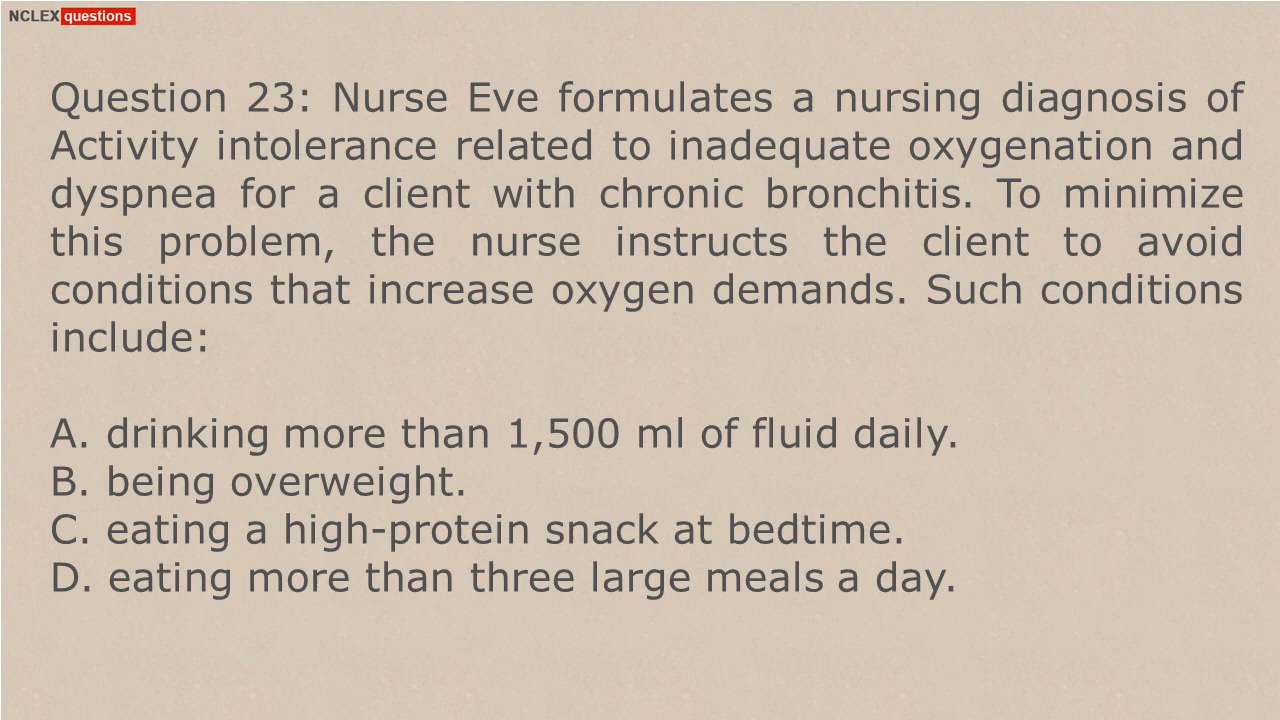 NCLEX questions
Question 23: Nurse Eve formulates a nursing diagnosis of
Activity intolerance related to inadequate oxygenation and
dyspnea for a client with chronic bronchitis. To minimize
this problem, the nurse instructs the client to avoid
conditions that increase oxygen demands. Such conditions
include:
A. drinking more than 1,500 ml of fluid daily.
B. being overweight.
C. eating a high-protein snack at bedtime.
D. eating more than three large meals a day.